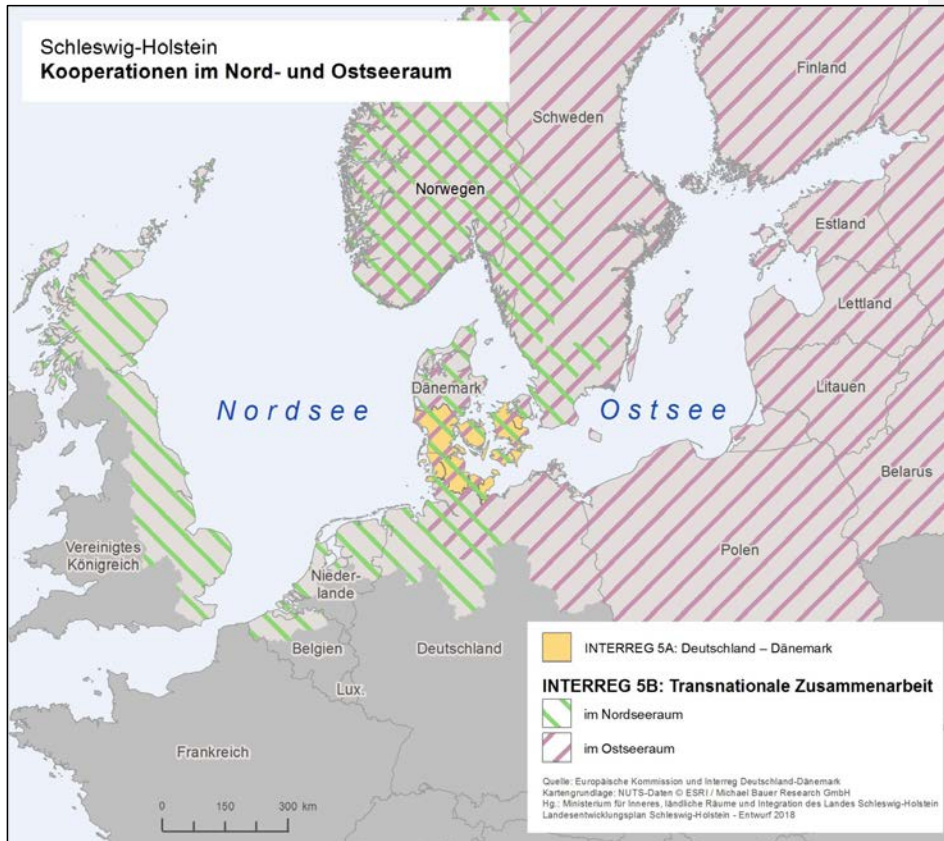 Schleswig-Holstein
Kooperationen im Nord- und Ostseeraum
Finland
Schweden
Norwegen
Estland
Lettland
Dänemark
Litauen
Nordsee
Ostsee
Belarus
Vereinigtes
Königreich
Polen
Nieder-
lande
Belgien
Deutschland
Lux.
Frankreich
0 150 300 km
INTERREG 5A: Deutschland – Dänemark
INTERREG 5B: Transnationale Zusammenarbeit
im Nordseeraum
im Ostseeraum
Quelle: Europäische Kommission und Interreg Deutschland-Dänemark
Kartengrundlage: NUTS-Daten © ESRI / Michael Bauer Research GmbH
Hg.: Ministerium für Inneres, ländliche Räume und Integration des Landes Schleswig-Holstein
Landesentwicklungsplan Schleswig-Holstein - Entwurf 2018